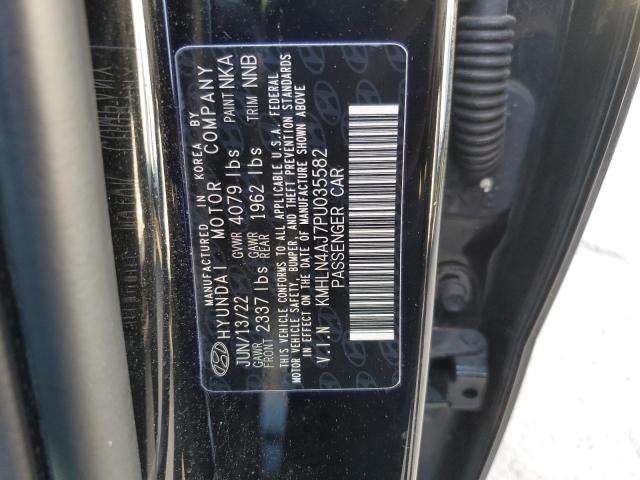 MANUFACTURED IN KOREA BY
HYUNDAI MOTOR COMPANY
JUN/13/22 GVWR 4079 lbs PAINT NKA
GAWR FRONT 2337 lbs GAWR REAR 1962 lbs TRIM NNB
THIS VEHICLE CONFORMS TO ALL APPLICABLE U.S.A. FEDERAL
MOTOR VEHICLE SAFETY, BUMPER, AND THEFT PREVENTION STANDARDS
IN EFFECT ON THE DATE OF MANUFACTURE SHOWN ABOVE
V.I.N KMHLN4AJ7PU035582
PASSENGER CAR